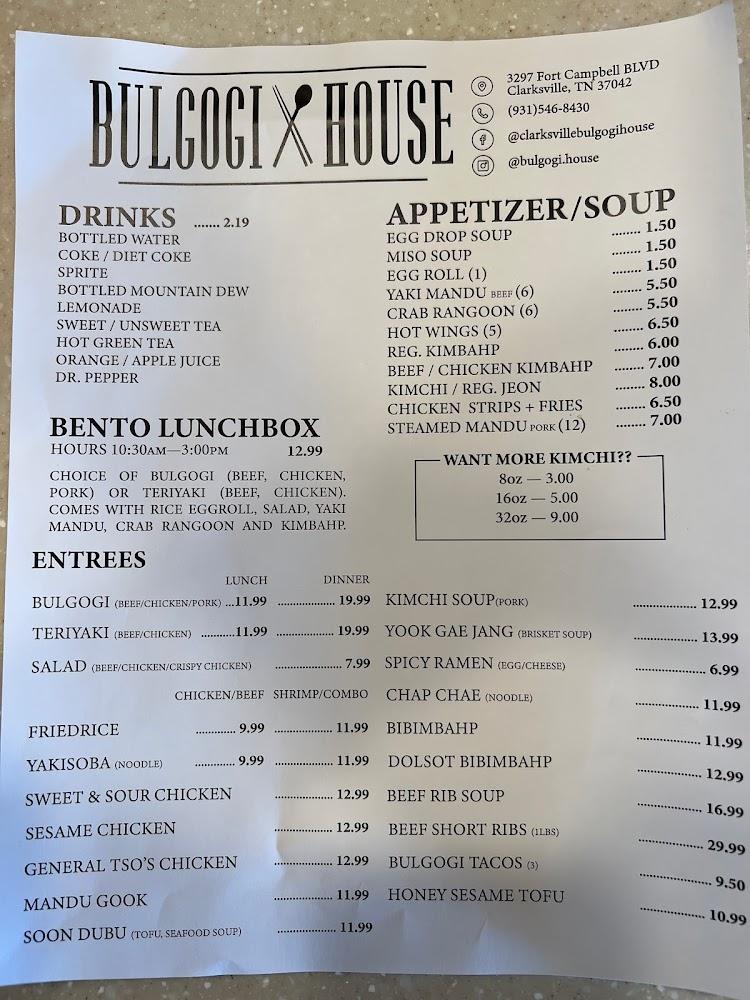 BULGOGI HOUSE
3297 Fort Campbell BLVD
Clarksville, TN 37042
(931)546-8430
@clarksvillebulgogihouse
@bulgogi.house
DRINKS ....... 2.19
BOTTLED WATER
COKE / DIET COKE
SPRITE
BOTTLED MOUNTAIN DEW
LEMONADE
SWEET / UNSWEET TEA
HOT GREEN TEA
ORANGE / APPLE JUICE
DR. PEPPER
APPETIZER/SOUP
EGG DROP SOUP ........ 1.50
MISO SOUP ........ 1.50
EGG ROLL (1) ........ 1.50
YAKI MANDU BEEF (6) ........ 5.50
CRAB RANGOON (6) ........ 5.50
HOT WINGS (5) ........ 6.50
REG. KIMBAHP ........ 6.00
BEEF / CHICKEN KIMBAHP ........ 7.00
KIMCHI / REG. JEON ........ 8.00
CHICKEN STRIPS + FRIES ........ 6.50
STEAMED MANDU PORK (12) ........ 7.00
BENTO LUNCHBOX
HOURS 10:30AM—3:00PM 12.99
CHOICE OF BULGOGI (BEEF, CHICKEN,
PORK) OR TERIYAKI (BEEF, CHICKEN).
COMES WITH RICE EGGROLL, SALAD, YAKI
MANDU, CRAB RANGOON AND KIMBAHP.
WANT MORE KIMCHI??
8oz — 3.00
16oz — 5.00
32oz — 9.00
ENTREES
LUNCH DINNER
BULGOGI (BEEF/CHICKEN/PORK) ...11.99 .................... 19.99
TERIYAKI (BEEF/CHICKEN) ...........11.99 .................... 19.99
SALAD (BEEF/CHICKEN/CRISPY CHICKEN) ....................... 7.99
CHICKEN/BEEF SHRIMP/COMBO
FRIEDRICE ............. 9.99 .................... 11.99
YAKISOBA (NOODLE) ............. 9.99 .................... 11.99
SWEET & SOUR CHICKEN .................... 12.99
SESAME CHICKEN .................... 12.99
GENERAL TSO'S CHICKEN .................... 12.99
MANDU GOOK .................... 11.99
SOON DUBU (TOFU, SEAFOOD SOUP) .................... 11.99
KIMCHI SOUP(PORK) ..................... 12.99
YOOK GAE JANG (BRISKET SOUP) ..................... 13.99
SPICY RAMEN (EGG/CHEESE) ....................... 6.99
CHAP CHAE (NOODLE) ..................... 11.99
BIBIMBAHP ..................... 11.99
DOLSOT BIBIMBAHP ..................... 12.99
BEEF RIB SOUP ..................... 16.99
BEEF SHORT RIBS (1LBS) ..................... 29.99
BULGOGI TACOS (3) ....................... 9.50
HONEY SESAME TOFU ..................... 10.99